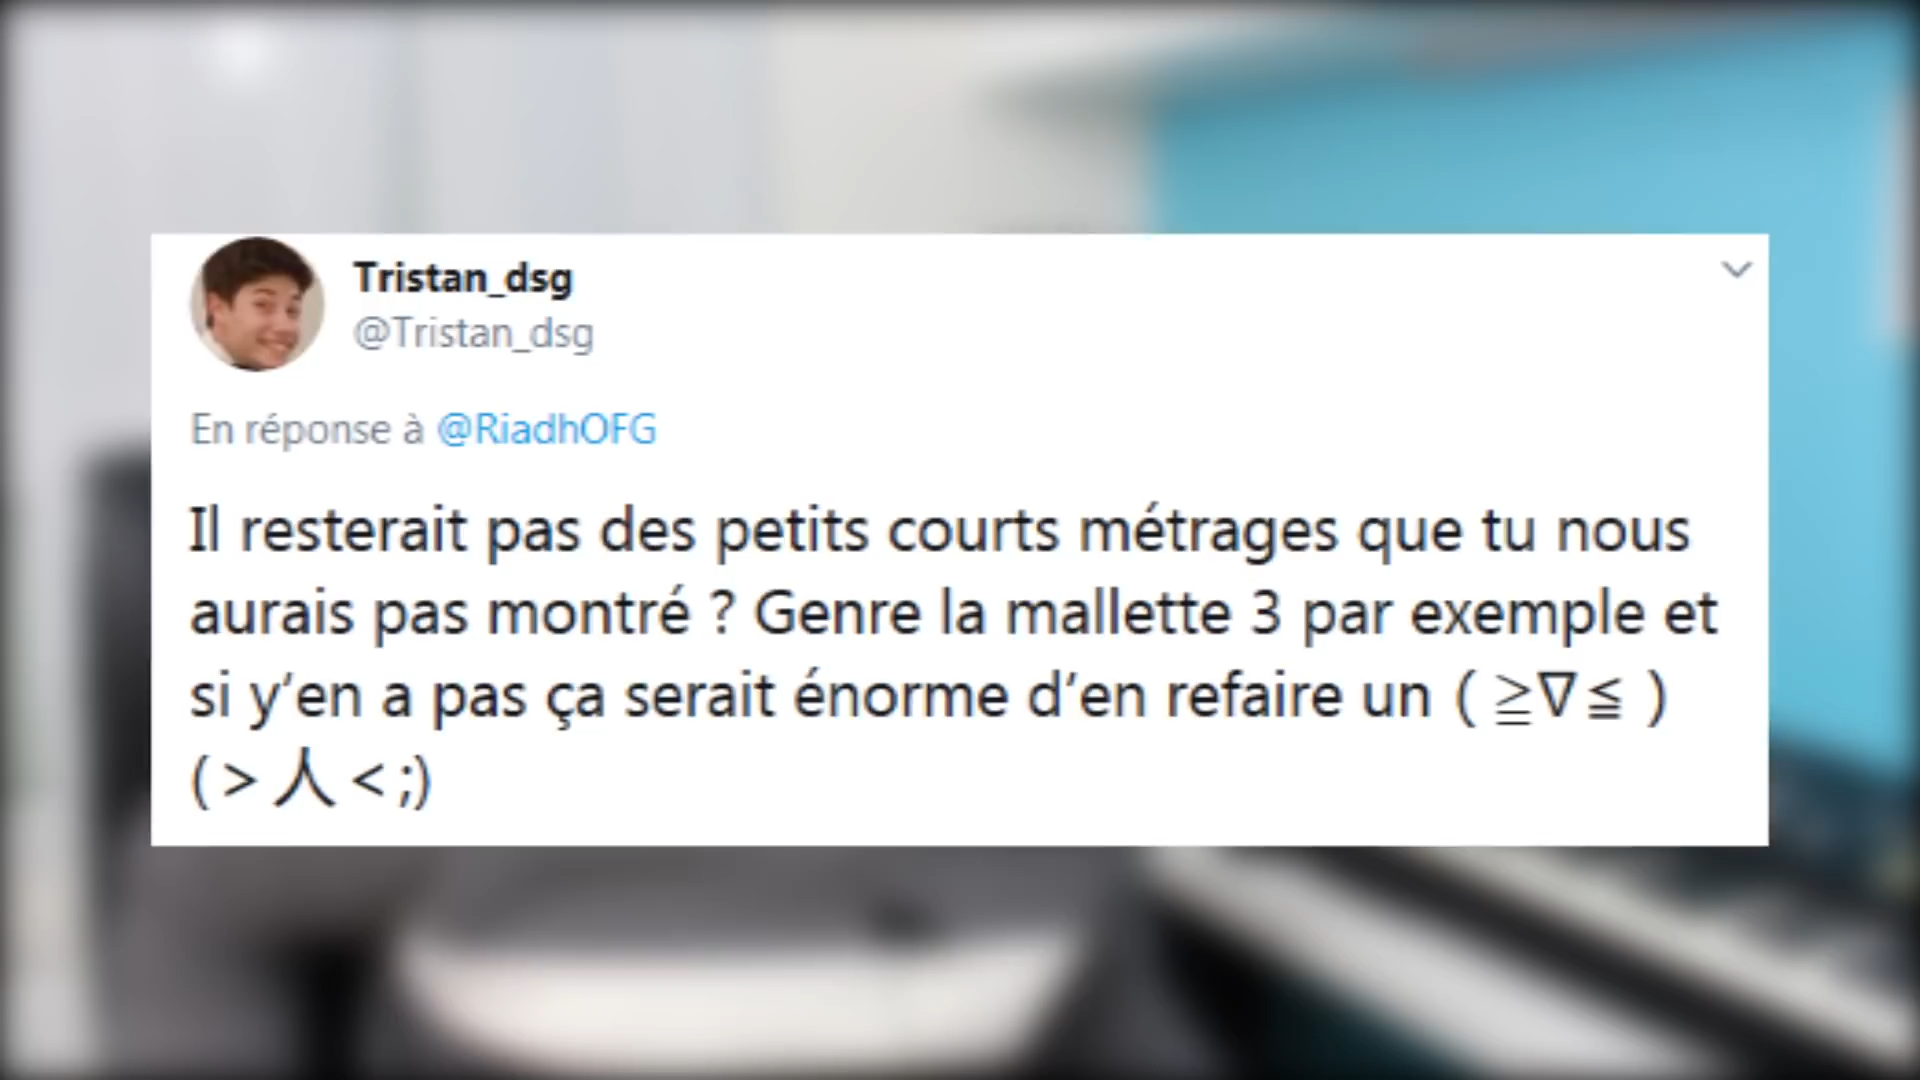 Tristan_dsg
@Tristan_dsg
En réponse à @RiadhOFG
Il resterait pas des petits courts métrages que tu nous
aurais pas montré ? Genre la mallette 3 par exemple et
si y’en a pas ça serait énorme d’en refaire un ( ≧∇≦ )
(＞人＜;)